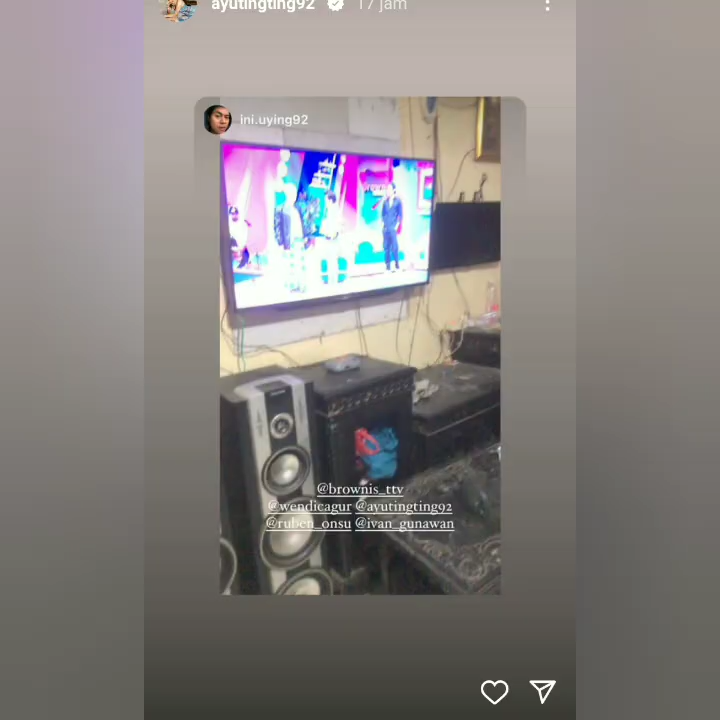 ayutingting92 17 jam
ini.uying92
@brownis_ttv
@wendicagur @ayutingting92
@ruben_onsu @ivan_gunawan